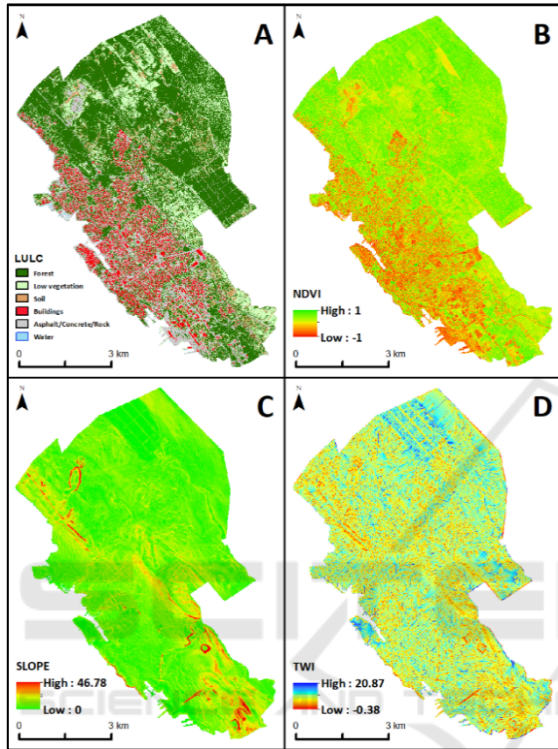 N
A
LULC
Forest
Low vegetation
Soil
Buildings
Asphalt/Concrete/Rock
Water
0 3 km
N
B
NDVI
High : 1
Low : -1
0 3 km
N
C
SLOPE
High : 46.78
Low : 0
0 3 km
N
D
TWI
High : 20.87
Low : -0.38
0 3 km